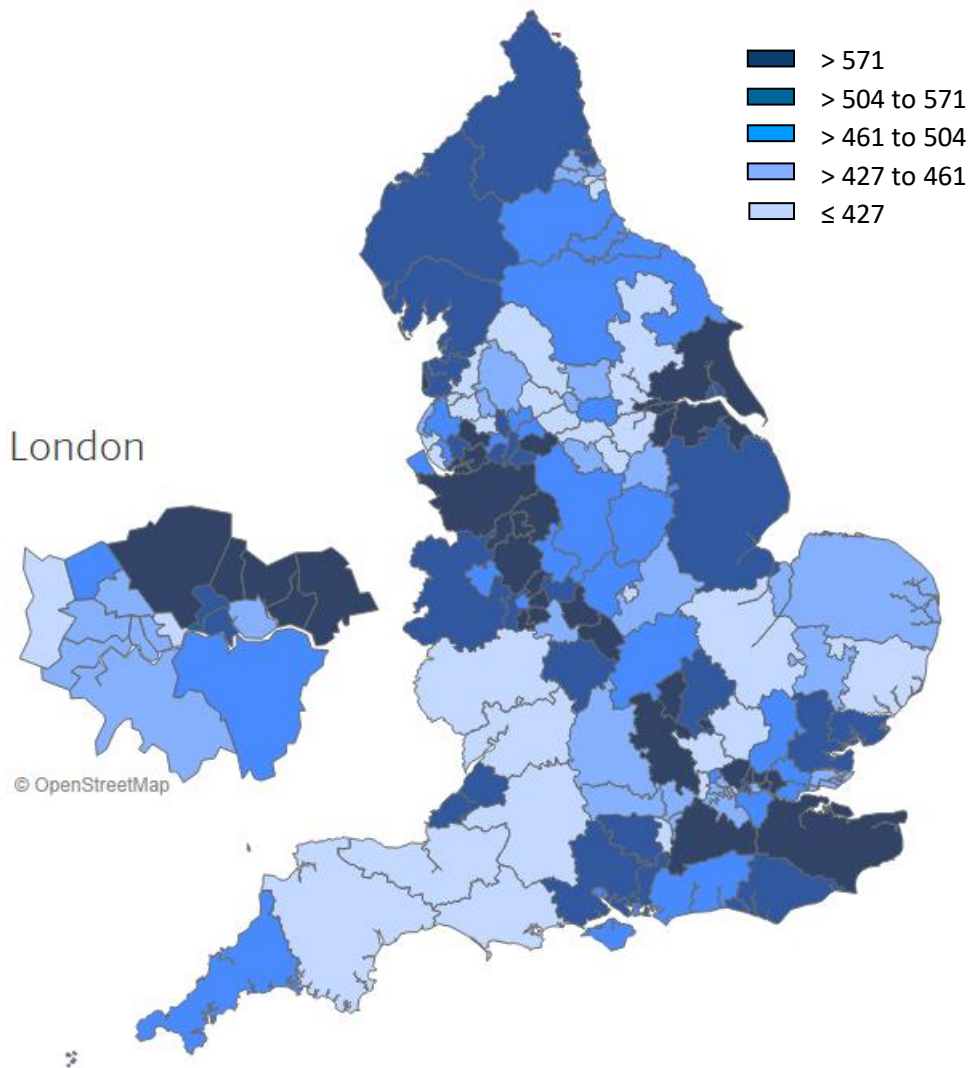 > 571
> 504 to 571
> 461 to 504
> 427 to 461
≤ 427
London
© OpenStreetMap